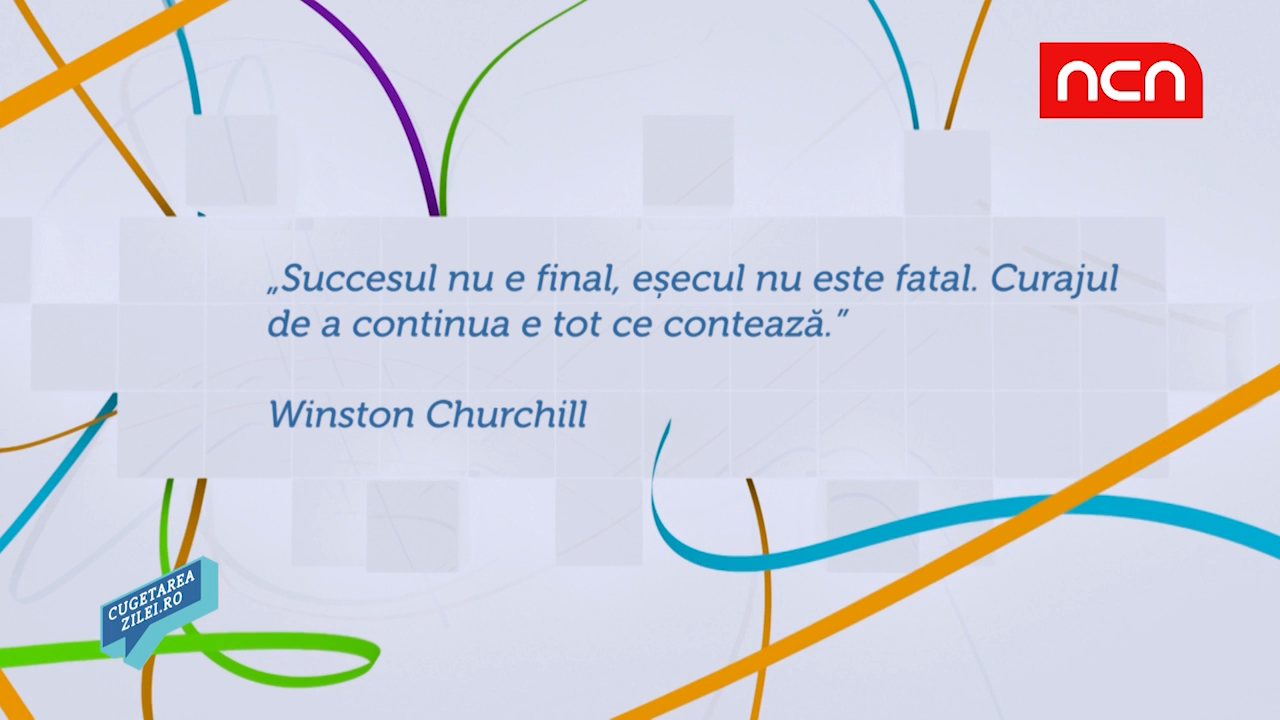 ncn
„Succesul nu e final, eșecul nu este fatal. Curajul
de a continua e tot ce contează.”
Winston Churchill
CUGETAREA
ZILEI.RO